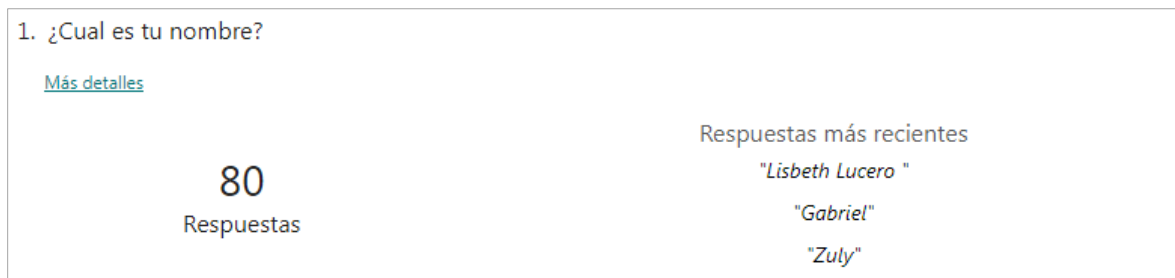 1. ¿Cual es tu nombre?
Más detalles
80
Respuestas
Respuestas más recientes
"Lisbeth Lucero "
"Gabriel"
"Zuly"